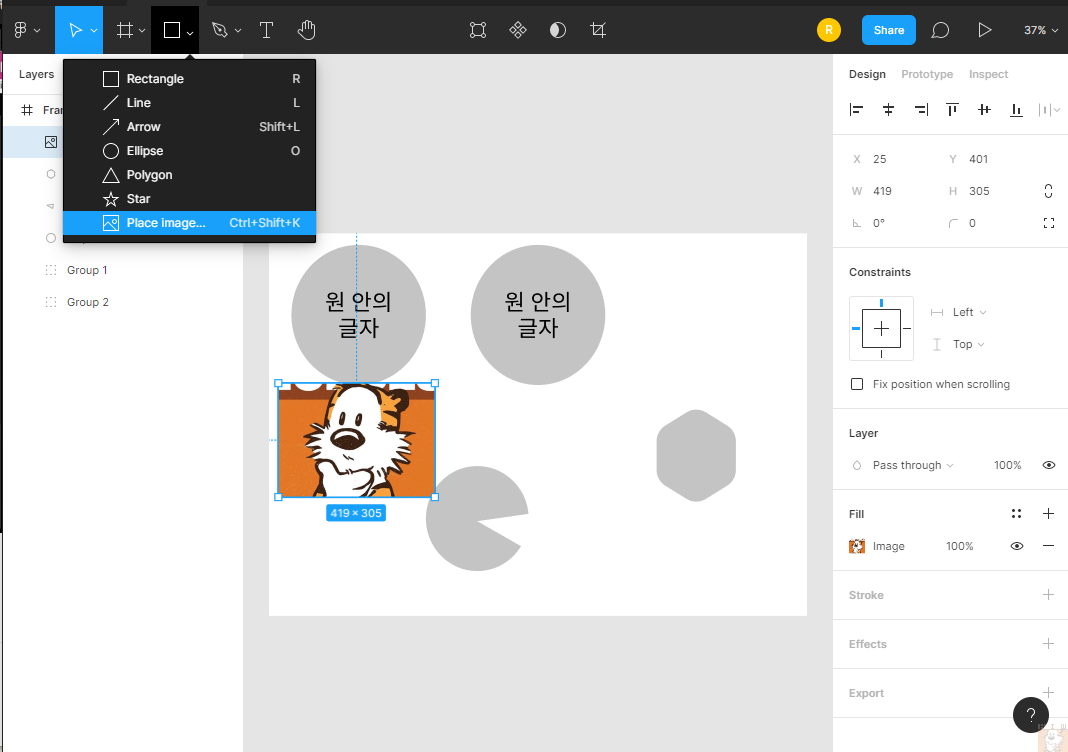 T
R
Share
37%
Layers
Design Prototype Inspect
Rectangle R
Line L
Arrow Shift+L
Ellipse O
Polygon
Star
Place image... Ctrl+Shift+K
Group 1
Group 2
원 안의
글자
원 안의
글자
419 × 305
X 25 Y 401
W 419 H 305
0° 0
Constraints
Left
Top
Fix position when scrolling
Layer
Pass through 100%
Fill
Image 100%
Stroke
Effects
Export
?